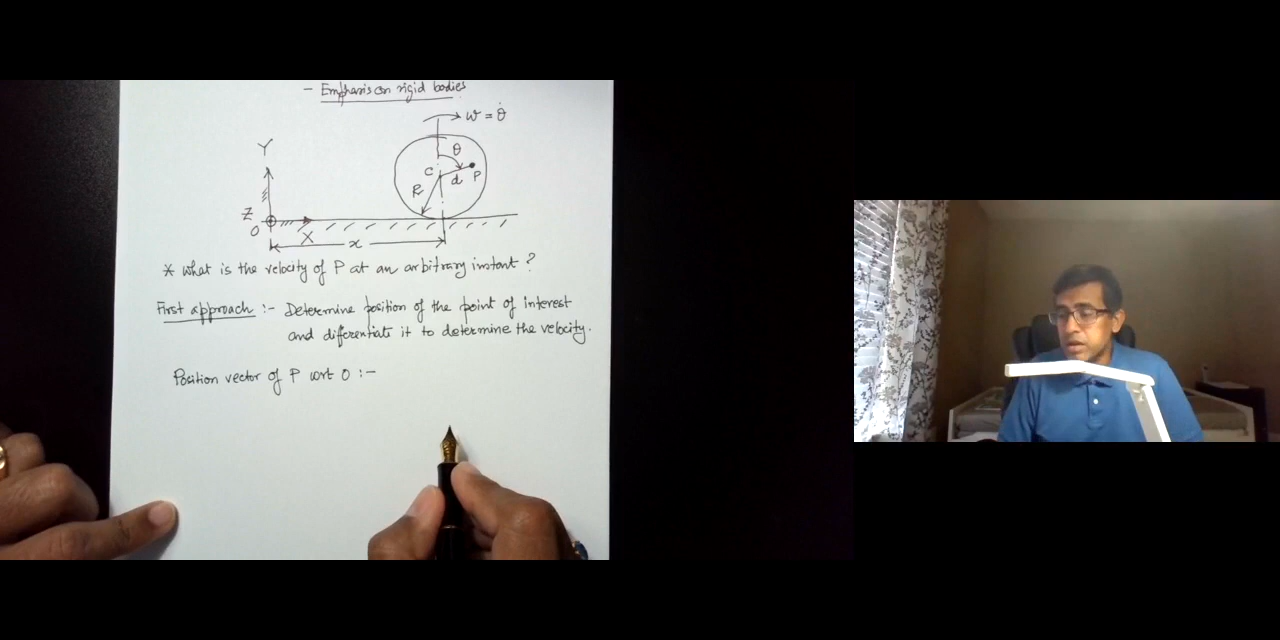 - Emphasis on rigid bodies
ω = θ̇
Y
θ
C
P
d
R
Z
O
X
x
* What is the velocity of P at an arbitrary instant ?
First approach :- Determine position of the point of interest
and differentiate it to determine the velocity.
Position vector of P wrt O :-